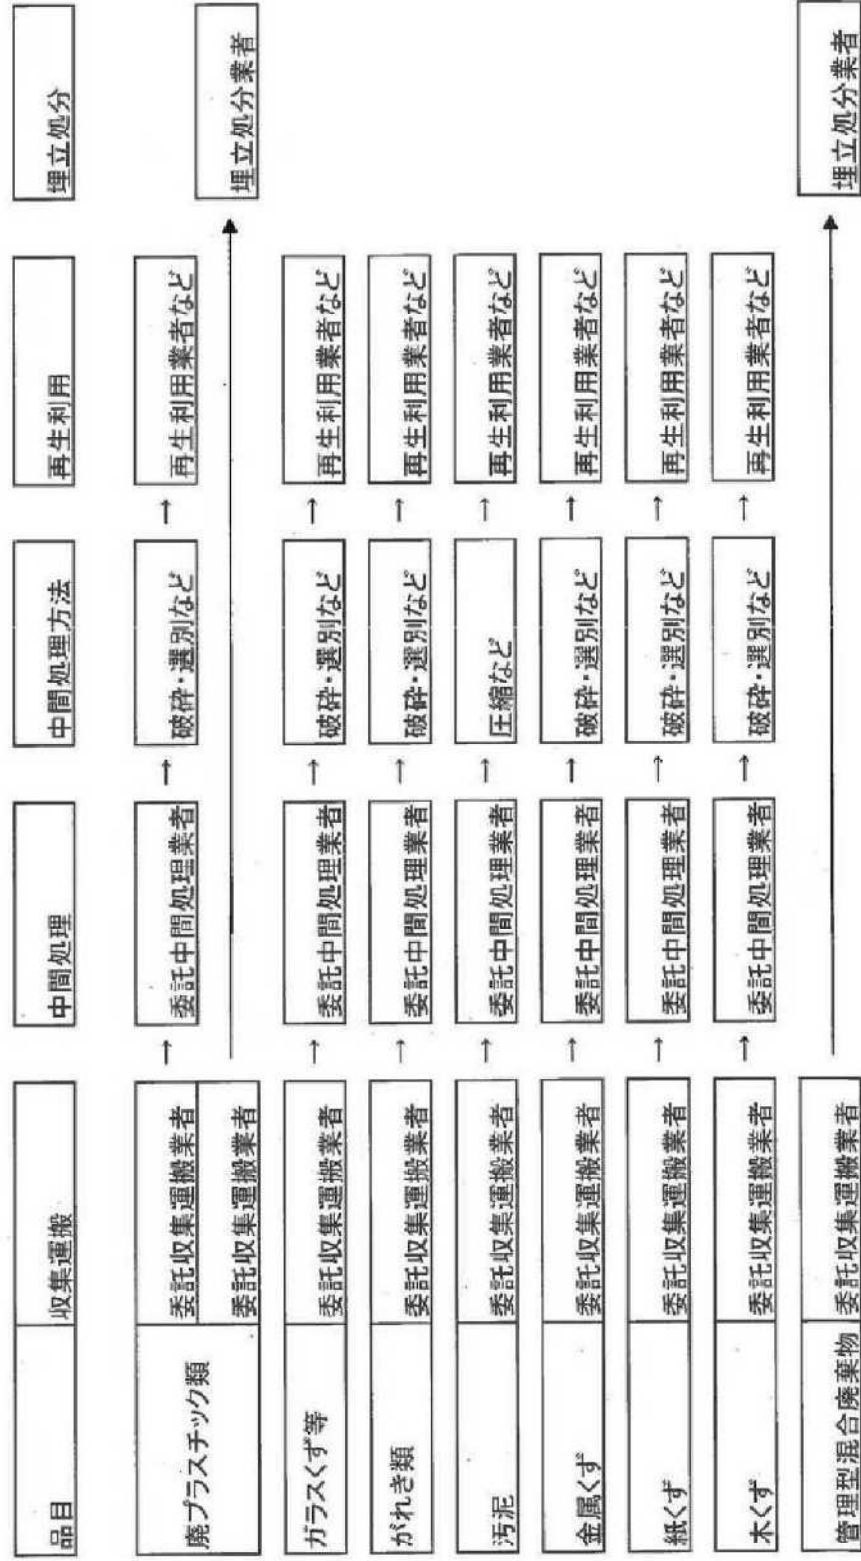 品目 収集運搬 中間処理 中間処理方法 再生利用 埋立処分
廃プラスチック類 委託収集運搬業者 → 委託中間処理業者 → 破砕・選別など → 再生利用業者など
委託収集運搬業者 埋立処分業者
ガラスくず等 委託収集運搬業者 → 委託中間処理業者 → 破砕・選別など → 再生利用業者など
がれき類 委託収集運搬業者 → 委託中間処理業者 → 破砕・選別など → 再生利用業者など
汚泥 委託収集運搬業者 → 委託中間処理業者 → 圧縮など → 再生利用業者など
金属くず 委託収集運搬業者 → 委託中間処理業者 → 破砕・選別など → 再生利用業者など
紙くず 委託収集運搬業者 → 委託中間処理業者 → 破砕・選別など → 再生利用業者など
木くず 委託収集運搬業者 → 委託中間処理業者 → 破砕・選別など → 再生利用業者など
管理型混合廃棄物 委託収集運搬業者 埋立処分業者